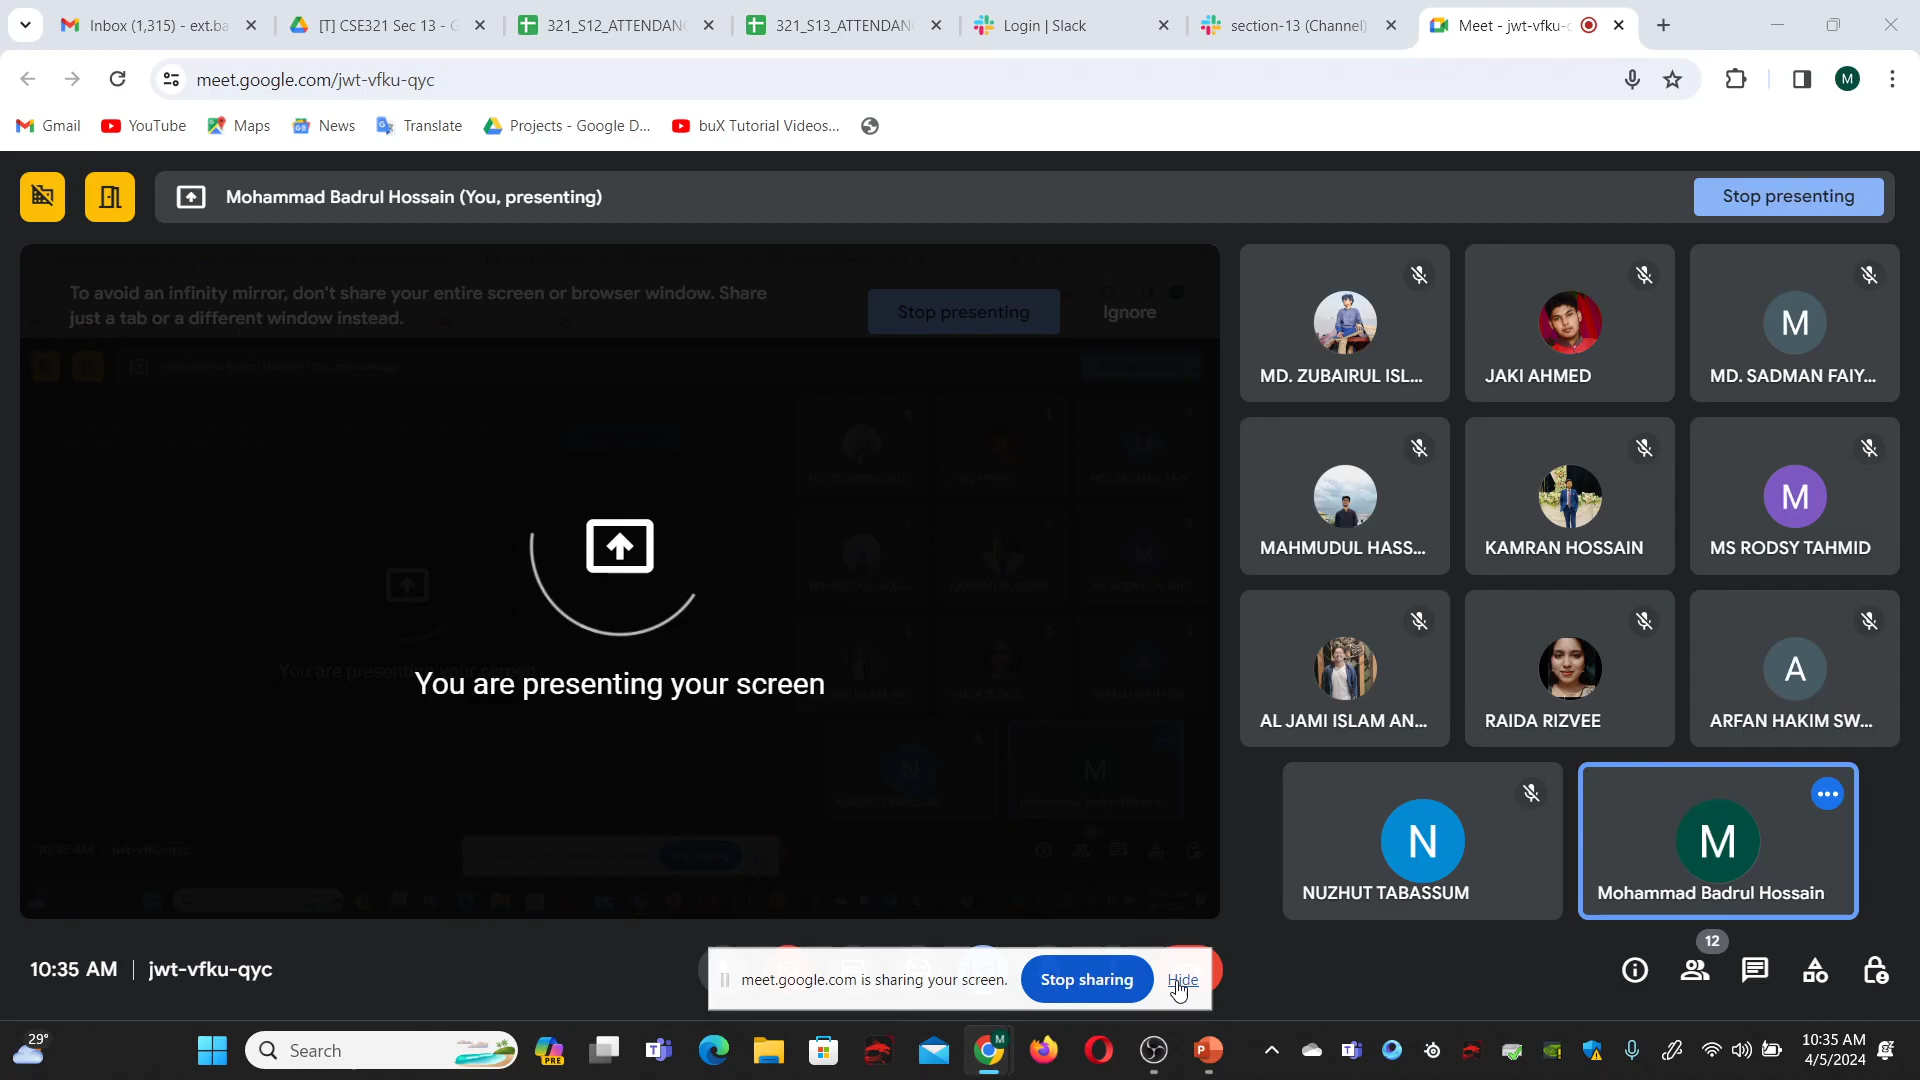 Inbox (1,315) - ext.ba
[T] CSE321 Sec 13 - G
321_S12_ATTENDANC
321_S13_ATTENDAN
Login | Slack
section-13 (Channel)
Meet - jwt-vfku-q
meet.google.com/jwt-vfku-qyc
M
Gmail
YouTube
Maps
News
Translate
Projects - Google D...
buX Tutorial Videos...
Mohammad Badrul Hossain (You, presenting)
Stop presenting
To avoid an infinity mirror, don't share your entire screen or browser window. Share
just a tab or a different window instead.
Stop presenting
Ignore
You are presenting your screen
MD. ZUBAIRUL ISL...
JAKI AHMED
M
MD. SADMAN FAIY...
MAHMUDUL HASS...
KAMRAN HOSSAIN
M
MS RODSY TAHMID
AL JAMI ISLAM AN...
RAIDA RIZVEE
A
ARFAN HAKIM SW...
N
NUZHUT TABASSUM
M
Mohammad Badrul Hossain
10:35 AM | jwt-vfku-qyc
meet.google.com is sharing your screen.
Stop sharing
Hide
12
29°
Search
PRE
10:35 AM
4/5/2024